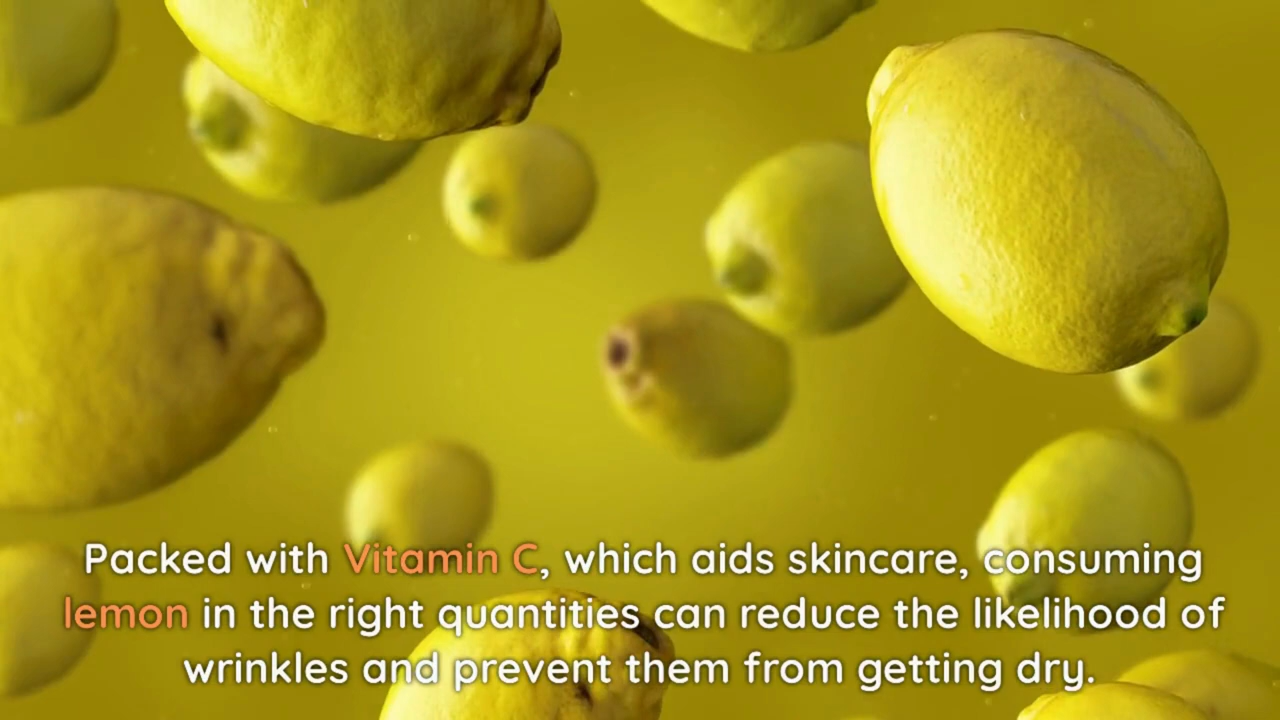 Packed with Vitamin C, which aids skincare, consuming
lemon in the right quantities can reduce the likelihood of
wrinkles and prevent them from getting dry.